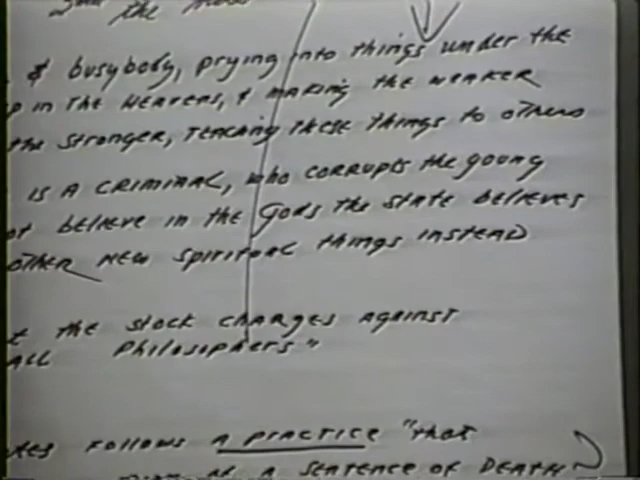 the
& busybody, prying into things under the
p in the Heavens, & making the weaker
the stronger, teaching these things to others
is a criminal, who corrupts the young
ot believe in the gods the state believes
other new spiritual things instead
t the stock charges against
all philosophers"
tes follows a practice "that
a sentence of death